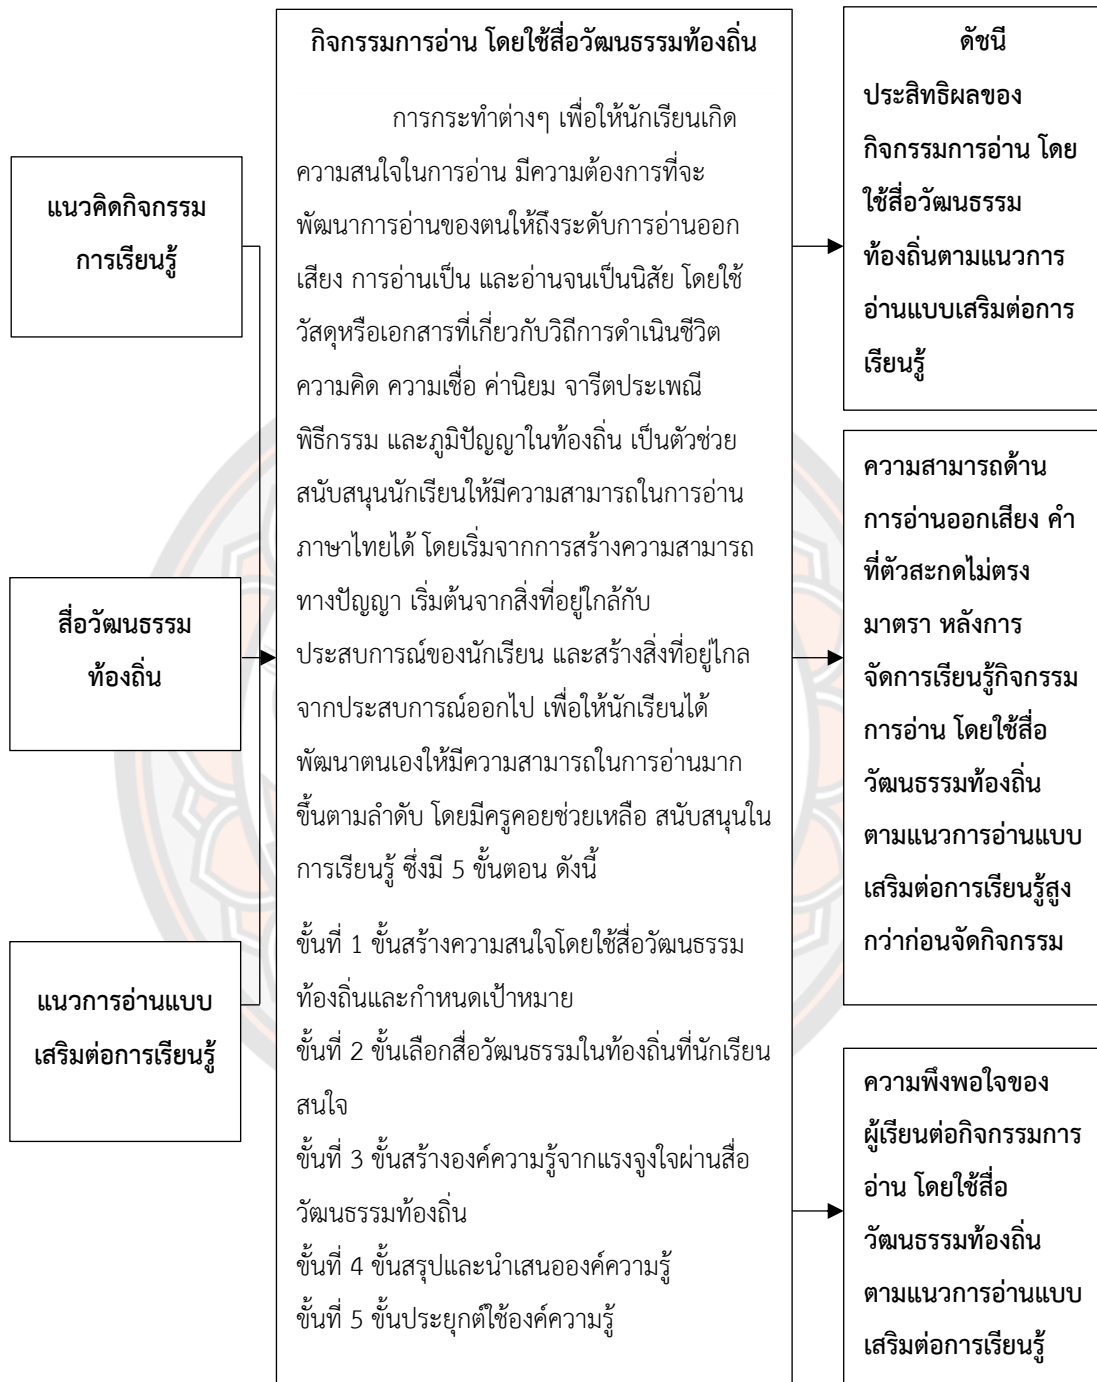 แนวคิดกิจกรรม
การเรียนรู้
สื่อวัฒนธรรม
ท้องถิ่น
แนวการอ่านแบบ
เสริมต่อการเรียนรู้
กิจกรรมการอ่าน โดยใช้สื่อวัฒนธรรมท้องถิ่น
การกระทำต่างๆ เพื่อให้นักเรียนเกิด
ความสนใจในการอ่าน มีความต้องการที่จะ
พัฒนาการอ่านของตนให้ถึงระดับการอ่านออก
เสียง การอ่านเป็น และอ่านจนเป็นนิสัย โดยใช้
วัสดุหรือเอกสารที่เกี่ยวกับวิถีการดำเนินชีวิต
ความคิด ความเชื่อ ค่านิยม จารีตประเพณี
พิธีกรรม และภูมิปัญญาในท้องถิ่น เป็นตัวช่วย
สนับสนุนนักเรียนให้มีความสามารถในการอ่าน
ภาษาไทยได้ โดยเริ่มจากการสร้างความสามารถ
ทางปัญญา เริ่มต้นจากสิ่งที่อยู่ใกล้กับ
ประสบการณ์ของนักเรียน และสร้างสิ่งที่อยู่ไกล
จากประสบการณ์ออกไป เพื่อให้นักเรียนได้
พัฒนาตนเองให้มีความสามารถในการอ่านมาก
ขึ้นตามลำดับ โดยมีครูคอยช่วยเหลือ สนับสนุนใน
การเรียนรู้ ซึ่งมี 5 ขั้นตอน ดังนี้
ขั้นที่ 1 ขั้นสร้างความสนใจโดยใช้สื่อวัฒนธรรม
ท้องถิ่นและกำหนดเป้าหมาย
ขั้นที่ 2 ขั้นเลือกสื่อวัฒนธรรมในท้องถิ่นที่นักเรียน
สนใจ
ขั้นที่ 3 ขั้นสร้างองค์ความรู้จากแรงจูงใจผ่านสื่อ
วัฒนธรรมท้องถิ่น
ขั้นที่ 4 ขั้นสรุปและนำเสนอองค์ความรู้
ขั้นที่ 5 ขั้นประยุกต์ใช้องค์ความรู้
ดัชนี
ประสิทธิผลของ
กิจกรรมการอ่าน โดย
ใช้สื่อวัฒนธรรม
ท้องถิ่นตามแนวการ
อ่านแบบเสริมต่อการ
เรียนรู้
ความสามารถด้าน
การอ่านออกเสียง คำ
ที่ตัวสะกดไม่ตรง
มาตรา หลังการ
จัดการเรียนรู้กิจกรรม
การอ่าน โดยใช้สื่อ
วัฒนธรรมท้องถิ่น
ตามแนวการอ่านแบบ
เสริมต่อการเรียนรู้สูง
กว่าก่อนจัดกิจกรรม
ความพึงพอใจของ
ผู้เรียนต่อกิจกรรมการ
อ่าน โดยใช้สื่อ
วัฒนธรรมท้องถิ่น
ตามแนวการอ่านแบบ
เสริมต่อการเรียนรู้